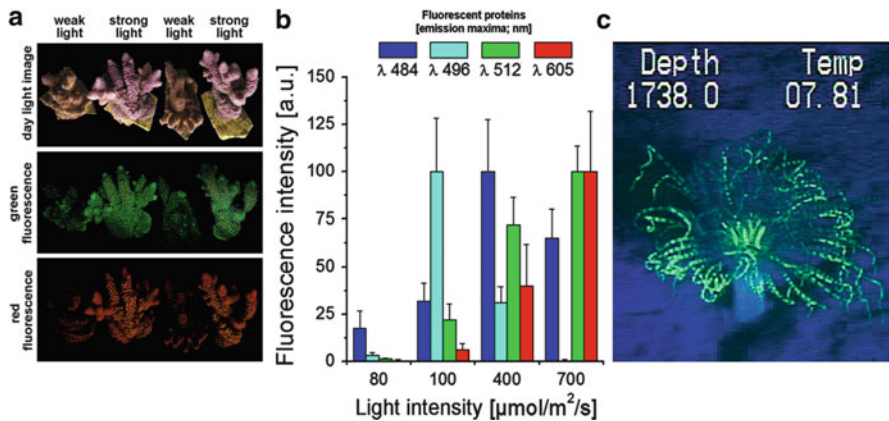 a
weak light
strong light
weak light
strong light
day light image
green fluorescence
red fluorescence
b
Fluorescent proteins
[emission maxima; nm]
λ 484
λ 496
λ 512
λ 605
Fluorescence intensity [a.u.]
150
125
100
75
50
25
0
80
100
400
700
Light intensity [µmol/m²/s]
c
Depth
Temp
1738.0
07.81